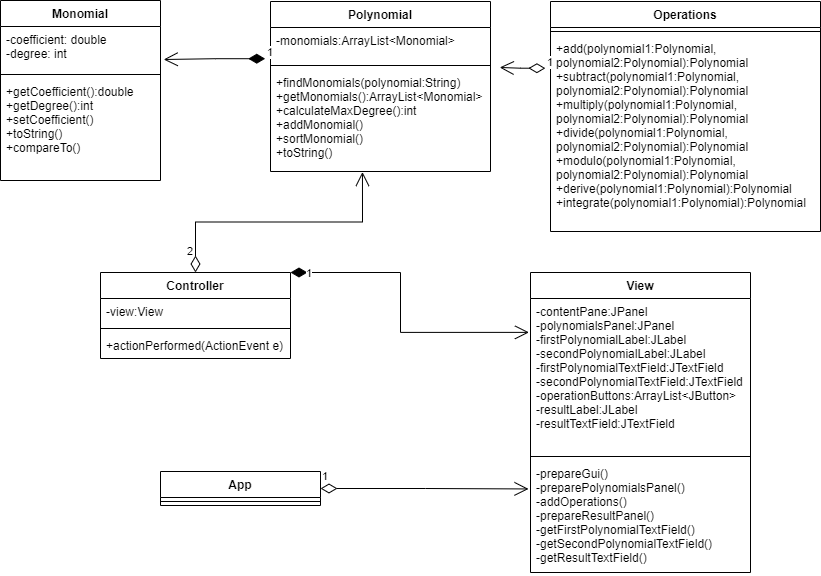 Monomial
-coefficient: double
-degree: int
+getCoefficient():double
+getDegree():int
+setCoefficient()
+toString()
+compareTo()
1
Polynomial
-monomials:ArrayList<Monomial>
+findMonomials(polynomial:String)
+getMonomials():ArrayList<Monomial>
+calculateMaxDegree():int
+addMonomial()
+sortMonomial()
+toString()
1
Operations
+add(polynomial1:Polynomial,
polynomial2:Polynomial):Polynomial
+subtract(polynomial1:Polynomial,
polynomial2:Polynomial):Polynomial
+multiply(polynomial1:Polynomial,
polynomial2:Polynomial):Polynomial
+divide(polynomial1:Polynomial,
polynomial2:Polynomial):Polynomial
+modulo(polynomial1:Polynomial,
polynomial2:Polynomial):Polynomial
+derive(polynomial1:Polynomial):Polynomial
+integrate(polynomial1:Polynomial):Polynomial
2
Controller
-view:View
+actionPerformed(ActionEvent e)
1
View
-contentPane:JPanel
-polynomialsPanel:JPanel
-firstPolynomialLabel:JLabel
-secondPolynomialLabel:JLabel
-firstPolynomialTextField:JTextField
-secondPolynomialTextField:JTextField
-operationButtons:ArrayList<JButton>
-resultLabel:JLabel
-resultTextField:JTextField
-prepareGui()
-preparePolynomialsPanel()
-addOperations()
-prepareResultPanel()
-getFirstPolynomialTextField()
-getSecondPolynomialTextField()
-getResultTextField()
App
1